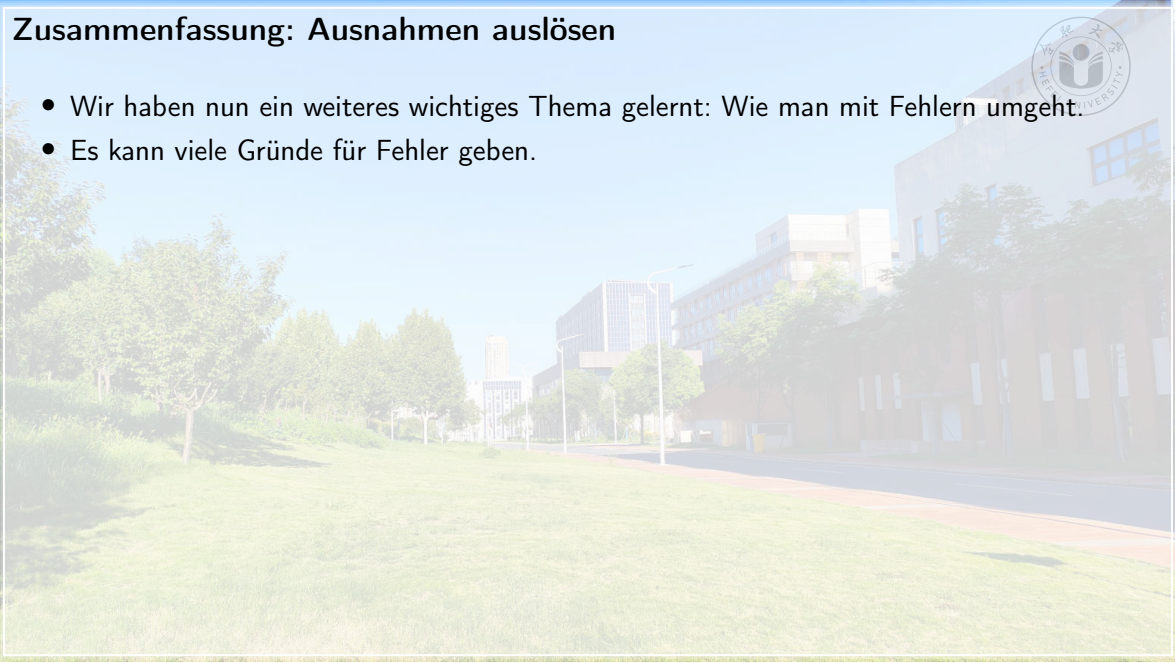 Zusammenfassung: Ausnahmen auslösen
• Wir haben nun ein weiteres wichtiges Thema gelernt: Wie man mit Fehlern umgeht.
• Es kann viele Gründe für Fehler geben.